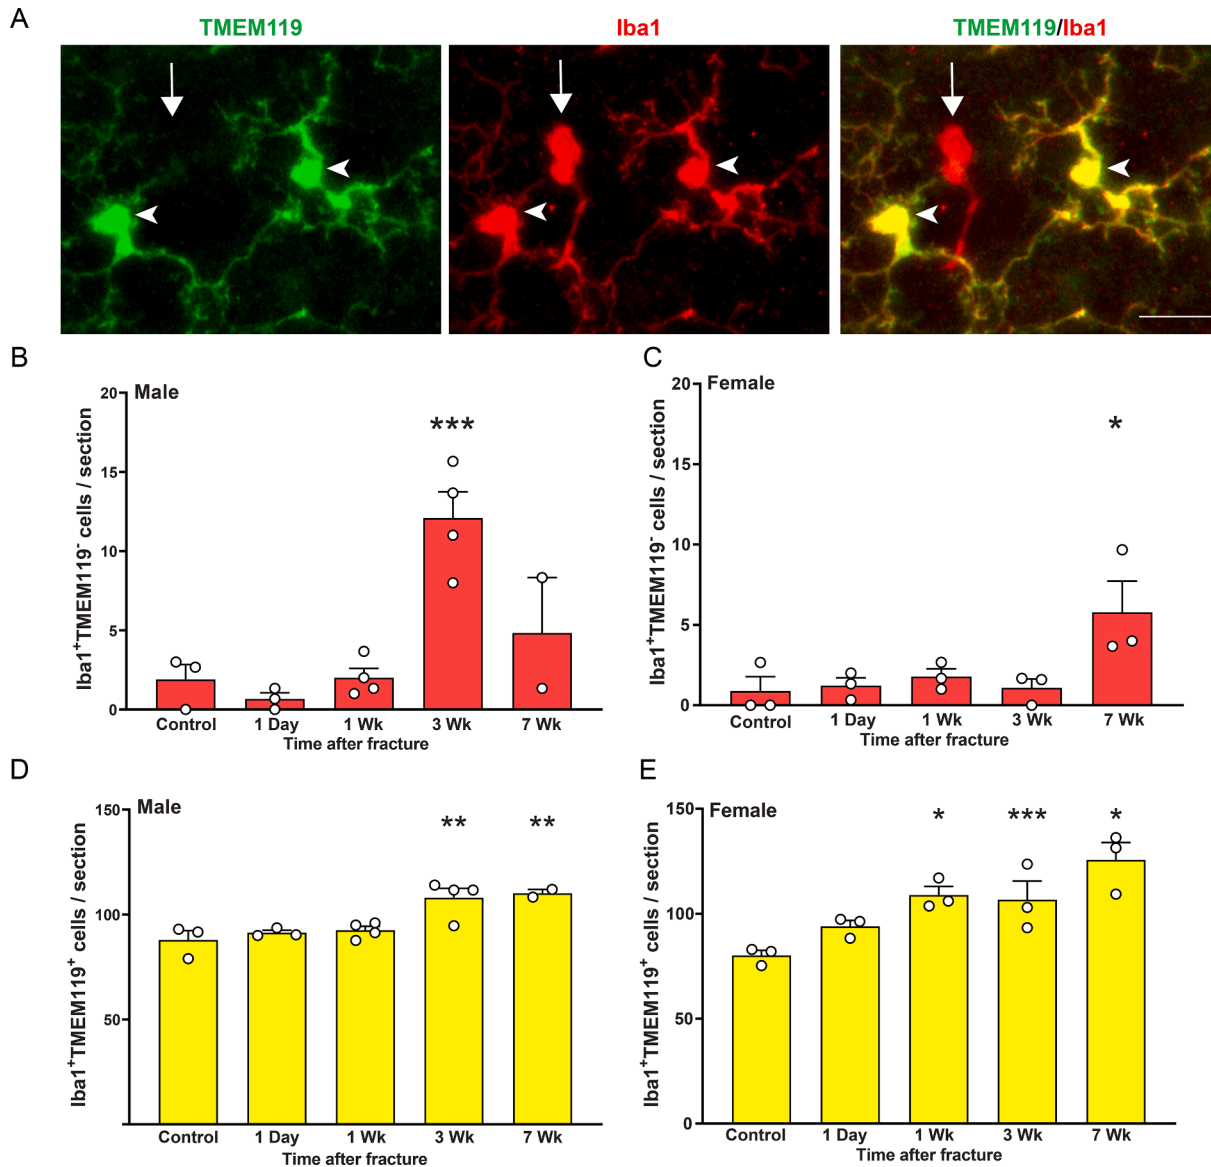 A
TMEM119
Iba1
TMEM119/Iba1
B
Male
Iba1⁺TMEM119⁻ cells / section
20
15
10
5
0
***
Control
1 Day
1 Wk
3 Wk
7 Wk
Time after fracture
C
Female
Iba1⁺TMEM119⁻ cells / section
20
15
10
5
0
*
Control
1 Day
1 Wk
3 Wk
7 Wk
Time after fracture
D
Male
Iba1⁺TMEM119⁺ cells / section
150
100
50
**
**
Control
1 Day
1 Wk
3 Wk
7 Wk
Time after fracture
E
Female
Iba1⁺TMEM119⁺ cells / section
150
100
50
0
*
***
*
Control
1 Day
1 Wk
3 Wk
7 Wk
Time after fracture